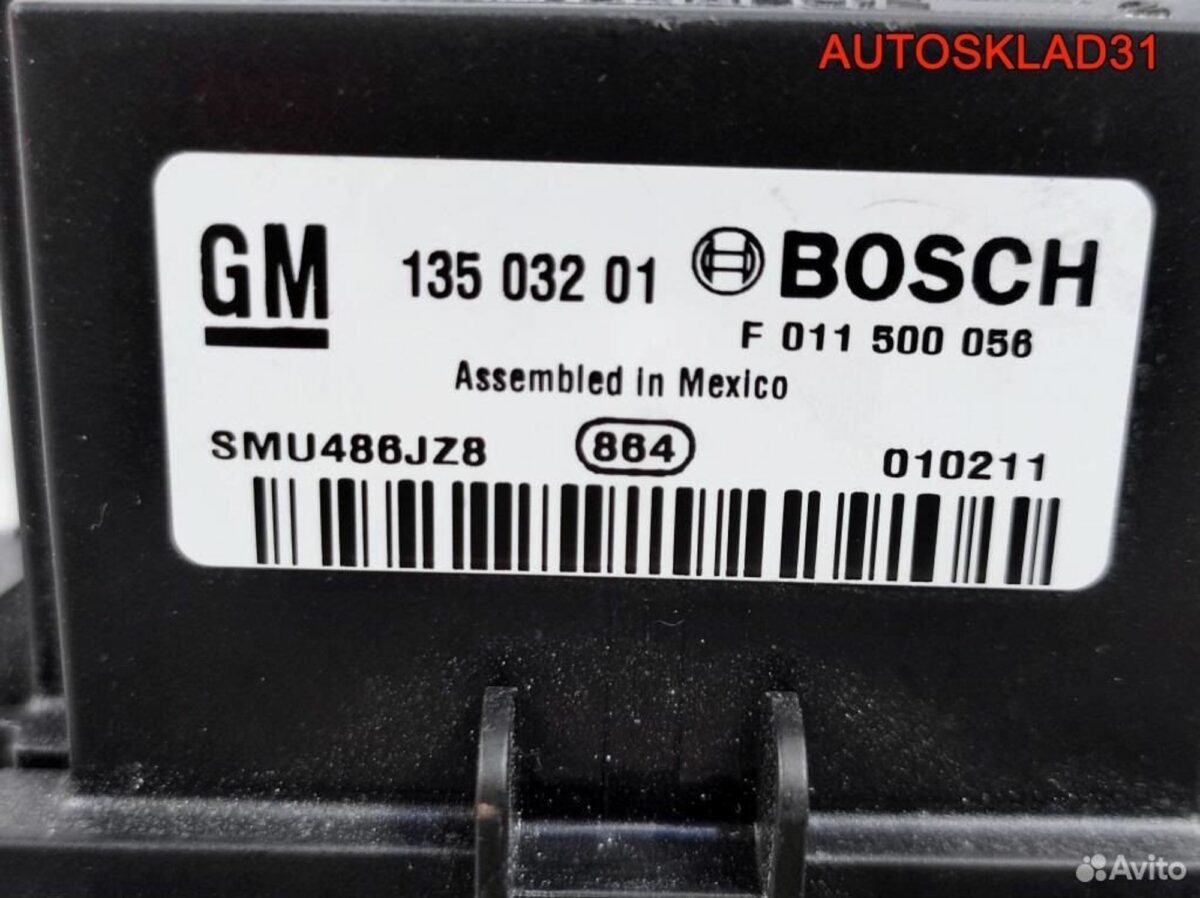 AUTOSKLAD31
GM 135 032 01 BOSCH
F 011 500 056
Assembled in Mexico
SMU486JZ8 864 010211
Avito